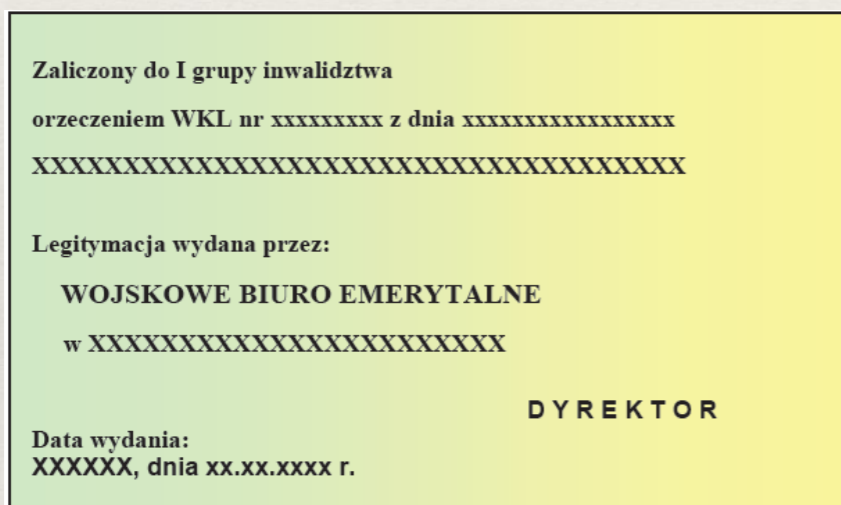 Zaliczony do I grupy inwalidztwa
orzeczeniem WKL nr xxxxxxxxx z dnia xxxxxxxxxxxxxxxxx
XXXXXXXXXXXXXXXXXXXXXXXXXXXXXXXXXXXX
Legitymacja wydana przez:
WOJSKOWE BIURO EMERYTALNE
w XXXXXXXXXXXXXXXXXXXXXXX
DYREKTOR
Data wydania:
XXXXXX, dnia xx.xx.xxxx r.